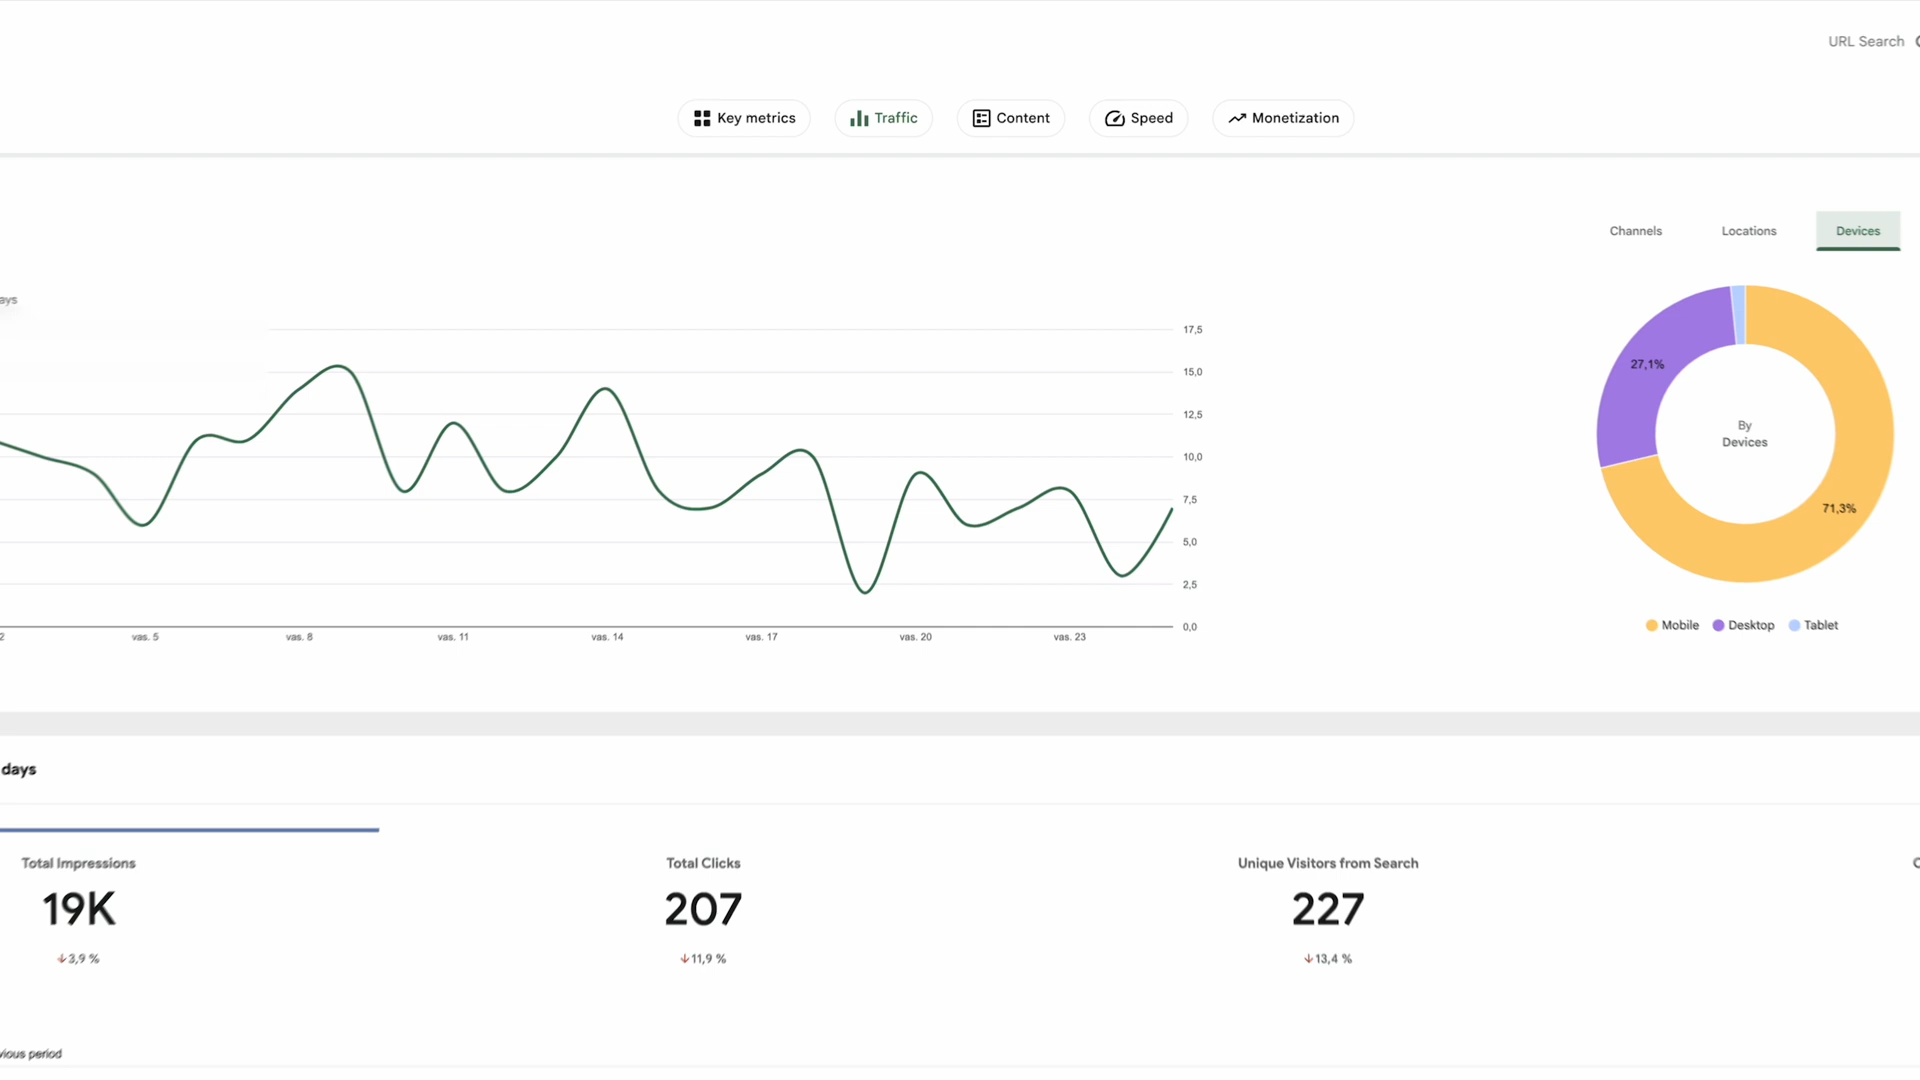 URL Search
Key metrics
Traffic
Content
Speed
Monetization
Channels
Locations
Devices
ays
17,5
15,0
12,5
10,0
7,5
5,0
2,5
0,0
2
vas. 5
vas. 8
vas. 11
vas. 14
vas. 17
vas. 20
vas. 23
27,1%
By
Devices
71,3%
Mobile
Desktop
Tablet
days
Total Impressions
19K
3,9 %
Total Clicks
207
11,9 %
Unique Visitors from Search
227
13,4 %
vious period